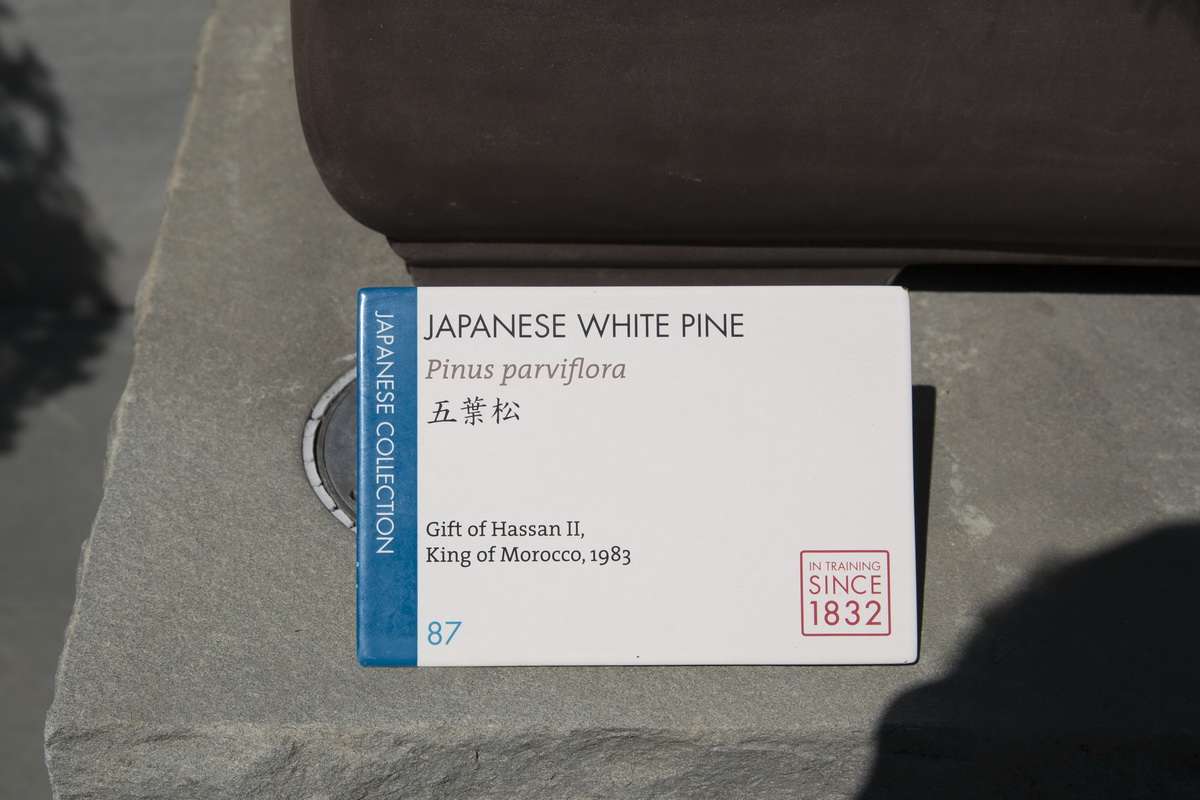 JAPANESE COLLECTION
JAPANESE WHITE PINE
Pinus parviflora
五葉松
Gift of Hassan II,
King of Morocco, 1983
87
IN TRAINING
SINCE
1832